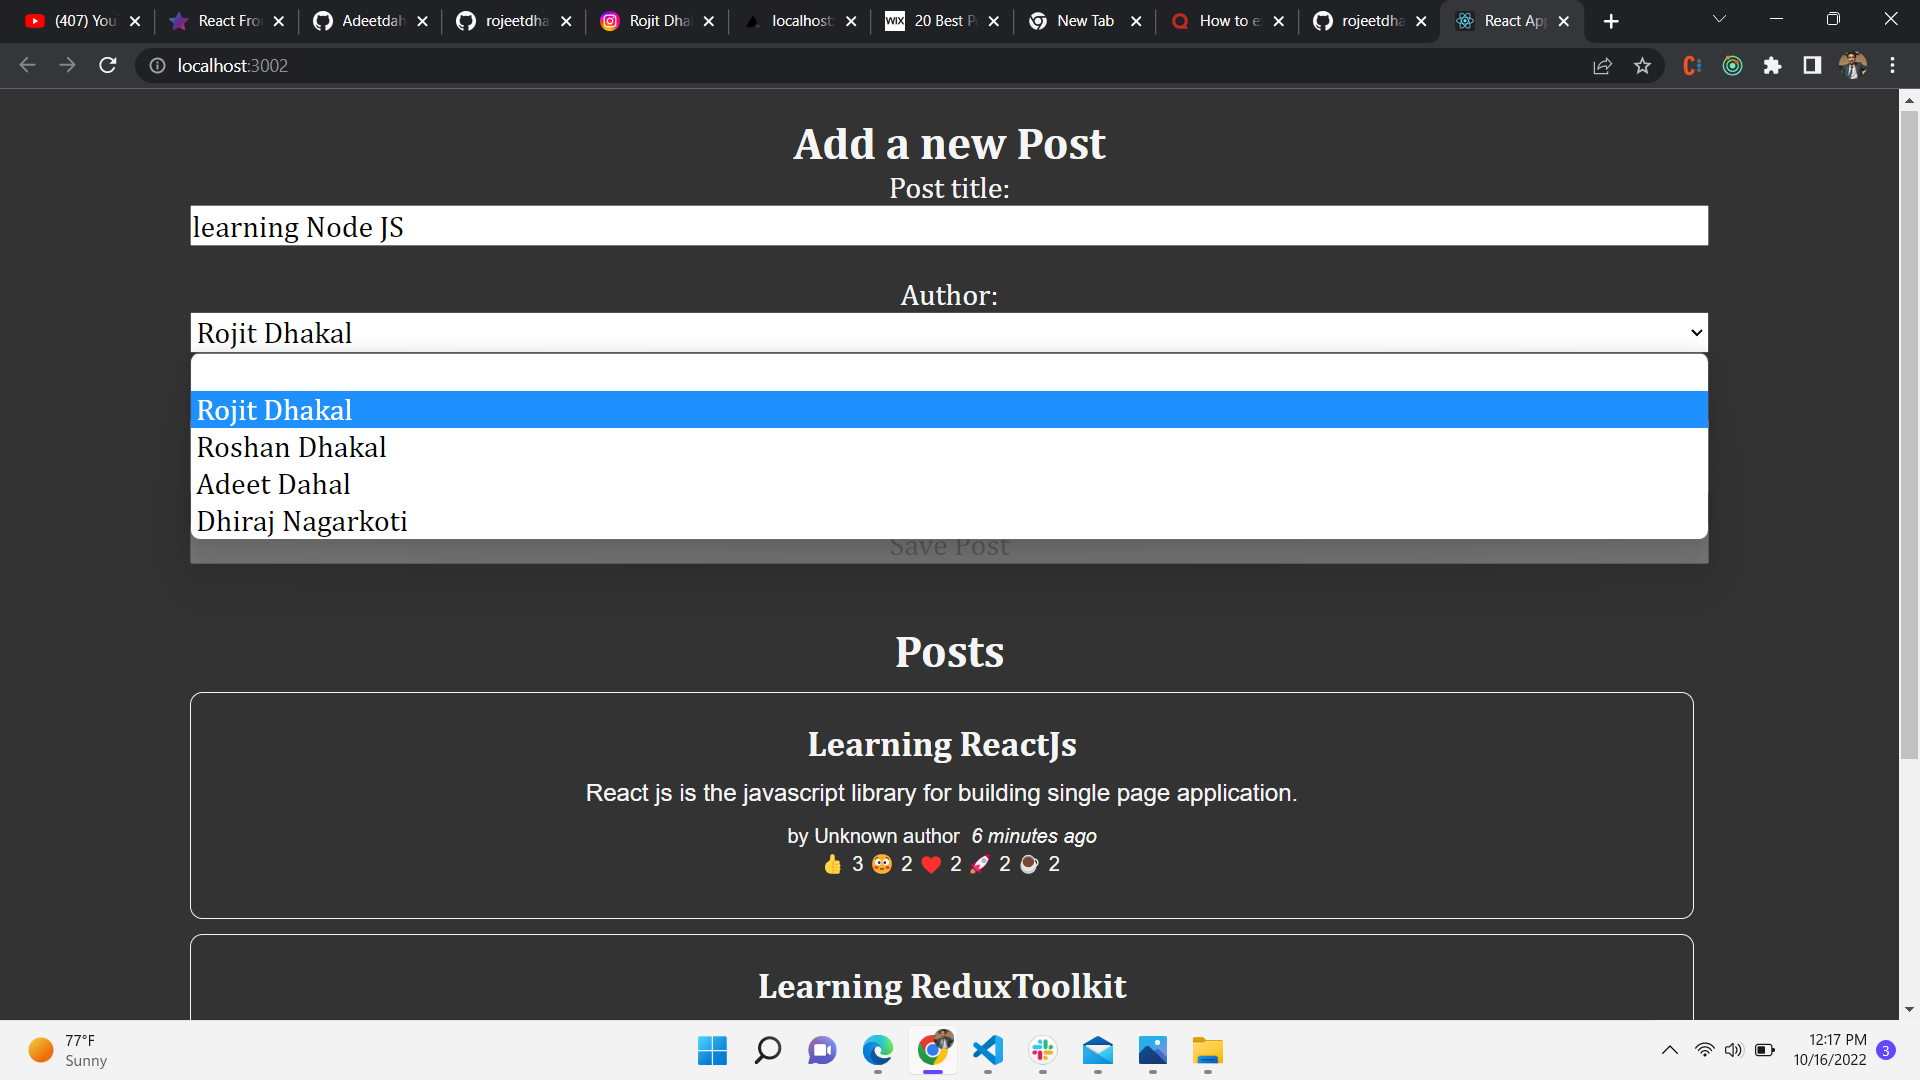 (407) You
React Fro
Adeetdah
rojeetdha
Rojit Dhal
localhost:
WIX
20 Best P
New Tab
How to e
rojeetdha
React Ap
localhost:3002
Add a new Post
Post title:
learning Node JS
Author:
Rojit Dhakal
Rojit Dhakal
Roshan Dhakal
Adeet Dahal
Dhiraj Nagarkoti
Save Post
Posts
Learning ReactJs
React js is the javascript library for building single page application.
by Unknown author 6 minutes ago
👍 3 😳 2 ❤️ 2 🚀 2 ☕ 2
Learning ReduxToolkit
77°F
Sunny
12:17 PM
10/16/2022
3